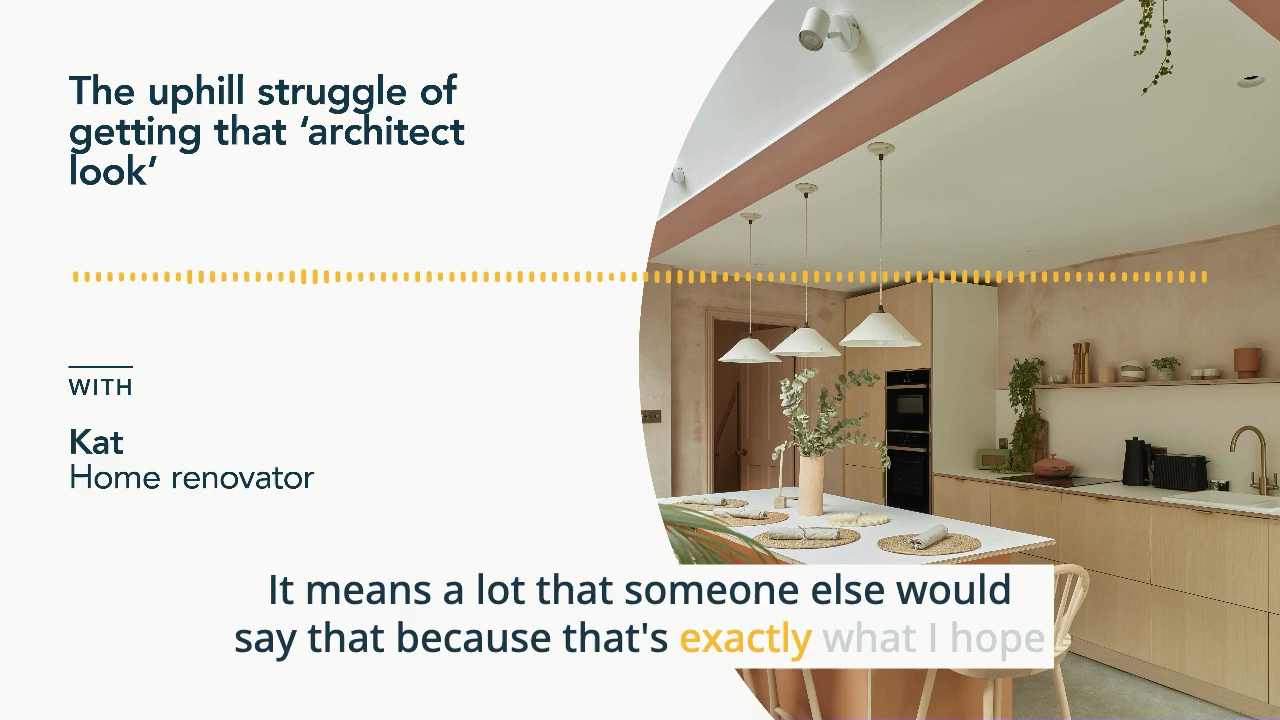 The uphill struggle of
getting that ‘architect
look’
WITH
Kat
Home renovator
It means a lot that someone else would
say that because that's exactly what I hope